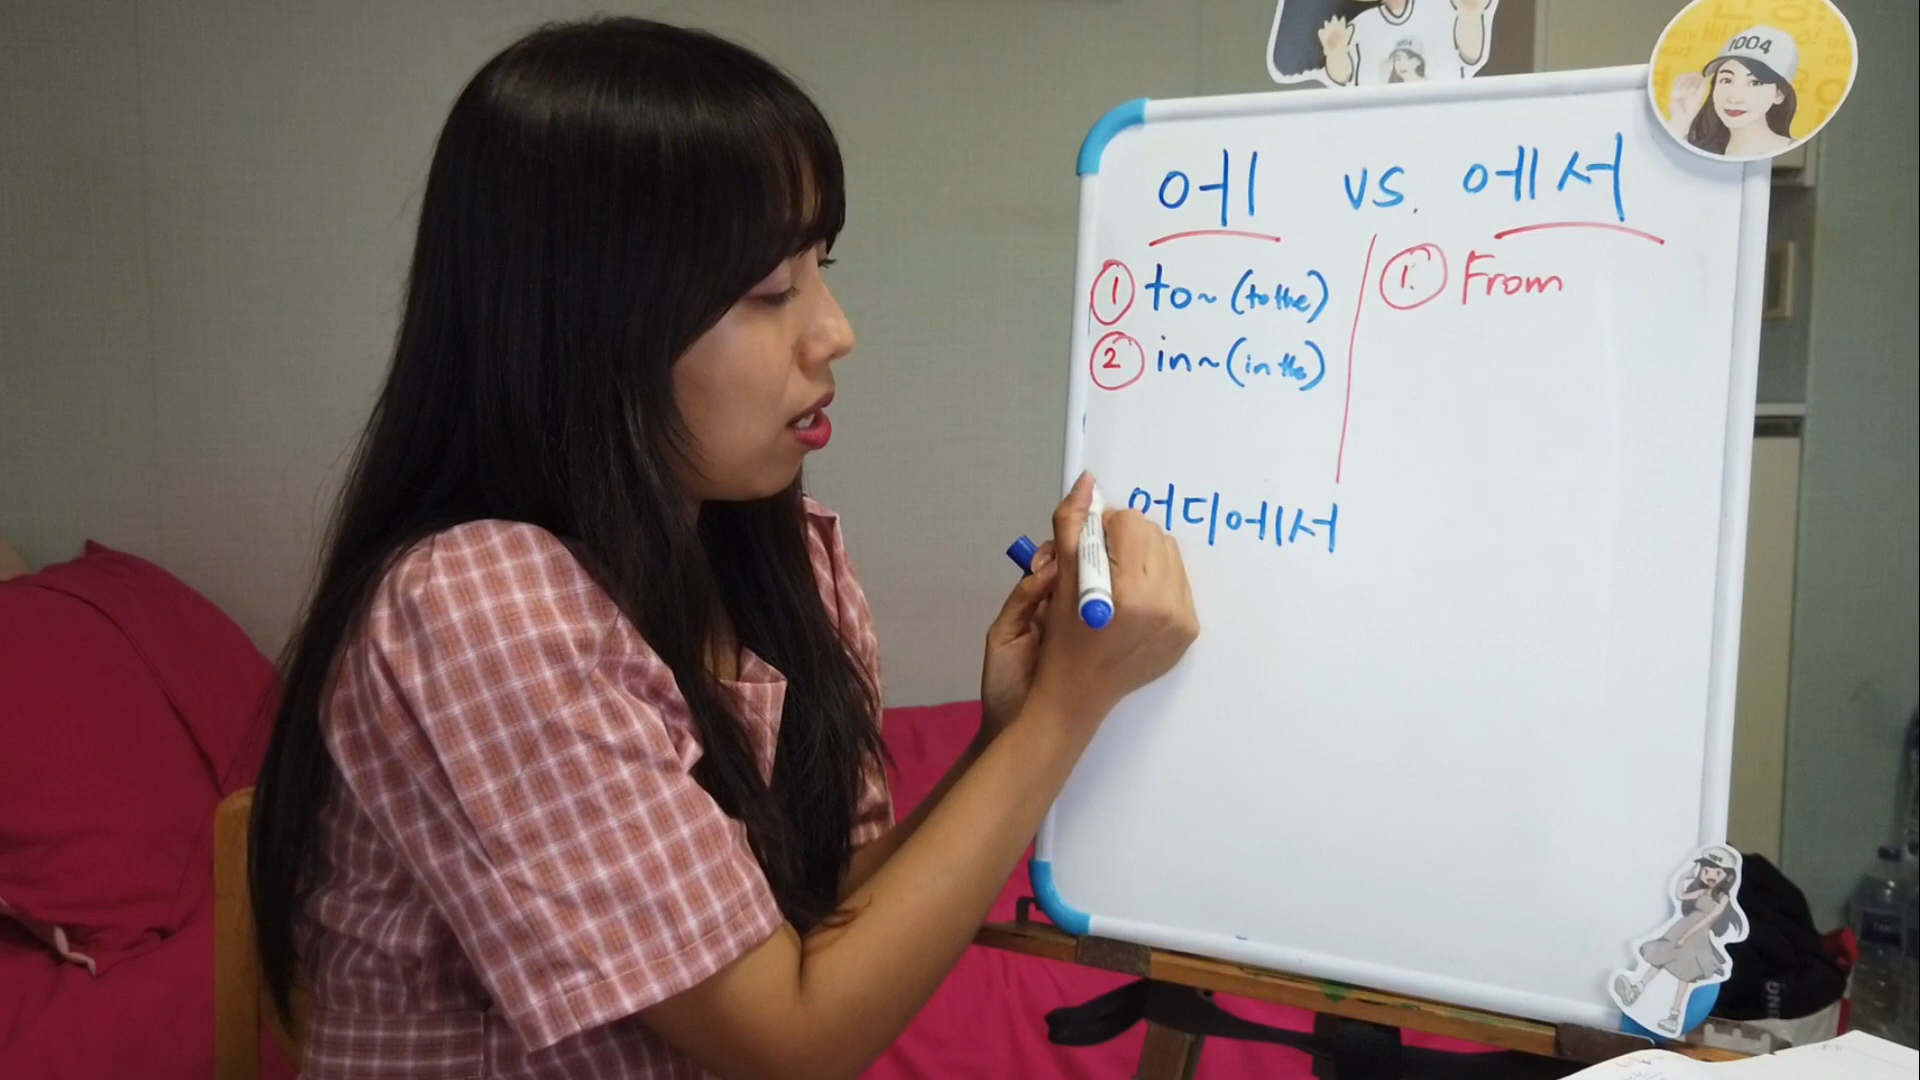 1004
에 vs. 에서
① to~ (to the)
② in~ (in the)
① From
어디에서